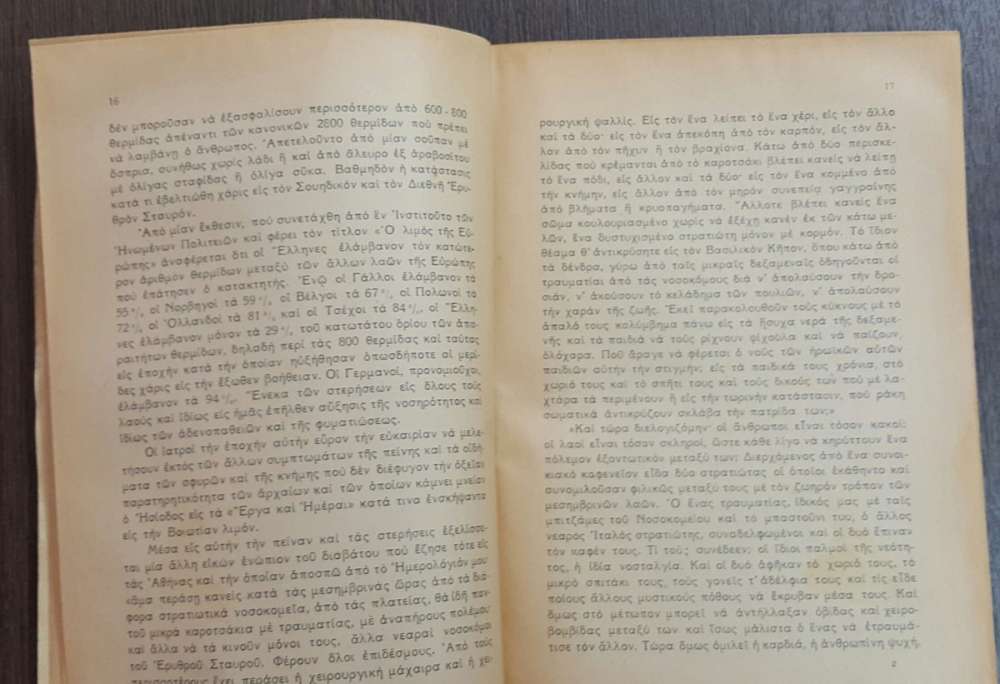 16
δὲν μποροῦσαν νὰ ἐξασφαλίσουν περισσότερον ἀπὸ 600 - 800
θερμίδας ἀπέναντι τῶν κανονικῶν 2800 θερμίδων ποὺ πρέπει
νὰ λαμβάνῃ ὁ ἄνθρωπος. Ἀπετελοῦντο ἀπὸ μίαν σοῦπαν μὲ
ὄσπρια, συνήθως χωρὶς λάδι ἢ καὶ ἀπὸ ἄλευρο ἐξ ἀραβοσίτου
μὲ ὀλίγας σταφίδας ἢ ὀλίγα σῦκα. Βαθμηδὸν ἡ κατάστασις
κατά τι ἐβελτιώθη χάρις εἰς τὸν Σουηδικὸν καὶ τὸν Διεθνῆ Ἐρυ-
θρὸν Σταυρόν.
Ἀπὸ μίαν ἔκθεσιν, ποὺ συνετάχθη ἀπὸ ἓν Ἰνστιτοῦτο τῶν
Ἡνωμένων Πολιτειῶν καὶ φέρει τὸν τίτλον «Ὁ λιμὸς τῆς Εὐ-
ρώπης» ἀναφέρεται ὅτι οἱ Ἕλληνες ἐλάμβανον τὸν κατώτε-
ρον ἀριθμὸν θερμίδων μεταξὺ τῶν ἄλλων λαῶν τῆς Εὐρώπης
ποὺ ἐπάτησεν ὁ κατακτητής. Ἐνῷ οἱ Γάλλοι ἐλάμβανον τὰ
55 %, οἱ Νορβηγοὶ τὰ 59 %, οἱ Βέλγοι τὰ 67 %, οἱ Πολωνοὶ τὰ
72 %, οἱ Ὁλλανδοὶ τὰ 81 % καὶ οἱ Τσέχοι τὰ 84 %, οἱ Ἕλλη-
νες ἐλάμβανον μόνον τὰ 29 %, τοῦ κατωτάτου ὁρίου τῶν ἀπα-
ραιτήτων θερμίδων, δηλαδὴ περὶ τὰς 800 θερμίδας καὶ ταῦτα
εἰς ἐποχὴν κατὰ τὴν ὁποίαν ηὐξήθησαν ὁπωσδήποτε οἱ μερί-
δες χάρις εἰς τὴν ἔξωθεν βοήθειαν. Οἱ Γερμανοί, προνομιοῦχοι,
ἐλάμβανον τὰ 94 %. Ἕνεκα τῶν στερήσεων εἰς ὅλους τοὺς
λαοὺς καὶ ἰδίως εἰς ἡμᾶς ἐπῆλθεν αὔξησις τῆς νοσηρότητος καὶ
ἰδίως τῶν ἀδενοπαθειῶν καὶ τῆς φυματιώσεως.
Οἱ ἰατροὶ τὴν ἐποχὴν αὐτὴν εὗρον τὴν εὐκαιρίαν νὰ μελε-
τήσουν ἐκτὸς τῶν ἄλλων συμπτωμάτων τῆς πείνης καὶ τὰ οἰδή-
ματα τῶν σφυρῶν καὶ τῆς κνήμης ποὺ δὲν διέφυγον τὴν ὀξεῖαν
παρατηρητικότητα τῶν ἀρχαίων καὶ τῶν ὁποίων κάμνει μνείαν
ὁ Ἡσίοδος εἰς τὰ «Ἔργα καὶ Ἡμέραι» κατά τινα ἐνσκήψαντα
εἰς τὴν Βοιωτίαν λιμόν.
Μέσα εἰς αὐτὴν τὴν πεῖναν καὶ τὰς στερήσεις ἐξελίσσε-
ται μία ἄλλη εἰκὼν ἐνώπιον τοῦ διαβάτου ποὺ ἔζησε τότε εἰς
τὰς Ἀθήνας καὶ τὴν ὁποίαν ἀποσπῶ ἀπὸ τὸ Ἡμερολόγιόν μου
«ἅμα περάσῃ κανεὶς κατὰ τὰς μεσημβρινὰς ὥρας ἀπὸ τὰ διά-
φορα στρατιωτικὰ νοσοκομεῖα, ἀπὸ τὰς πλατείας, θὰ ἰδῇ παν-
τοῦ μικρὰ καροτσάκια μὲ τραυματίας, μὲ ἀναπήρους πολέμου
καὶ ἄλλα νὰ τὰ κινοῦν μόνοι τους, ἄλλα νεαραὶ νοσοκόμοι
τοῦ Ἐρυθροῦ Σταυροῦ. Φέρουν ὅλοι ἐπιδέσμους. Ἀπὸ τοὺς
περισσοτέρους ἔχει περάσει ἡ χειρουργικὴ μάχαιρα καὶ ἡ χει-
17
ρουργικὴ ψαλλίς. Εἰς τὸν ἕνα λείπει τὸ ἕνα χέρι, εἰς τὸν ἄλλο
καὶ τὰ δύο· εἰς τὸν ἕνα ἀπεκόπη ἀπὸ τὸν καρπόν, εἰς τὸν ἄλ-
λον ἀπὸ τὸν πῆχυν ἢ τὸν βραχίονα. Κάτω ἀπὸ δύο περισκε-
λίδας ποὺ κρέμανται ἀπὸ τὸ καροτσάκι βλέπει κανεὶς νὰ λείπῃ
τὸ ἕνα πόδι, εἰς ἄλλον καὶ τὰ δύο· εἰς τὸν ἕνα κομμένο ἀπὸ
τὴν κνήμην, εἰς ἄλλον ἀπὸ τὸν μηρὸν συνεπείᾳ γαγγραίνης
ἀπὸ βλήματα ἢ κρυοπαγήματα. Ἄλλοτε βλέπει κανεὶς ἕνα
σῶμα κουλουριασμένο χωρὶς νὰ ἐξέχῃ κανὲν ἐκ τῶν κάτω με-
λῶν, ἕνα δυστυχισμένο στρατιώτη μόνον μὲ κορμόν. Τὸ ἴδιον
θέαμα θ' ἀντικρύσητε εἰς τὸν Βασιλικὸν Κῆπον, ὅπου κάτω ἀπὸ
τὰ δένδρα, γύρω ἀπὸ ταῖς μικραῖς δεξαμεναῖς ὁδηγοῦνται οἱ
τραυματίαι ἀπὸ τὰς νοσοκόμους διὰ ν' ἀπολαύσουν τὴν δρο-
σιάν, ν' ἀκούσουν τὸ κελάδημα τῶν πουλιῶν, ν' ἀπολαύσουν
τὴν χαρὰν τῆς ζωῆς. Ἐκεῖ παρακολουθοῦν τοὺς κύκνους μὲ τὸ
ἁπαλό τους κολύμβημα πάνω εἰς τὰ ἥσυχα νερὰ τῆς δεξαμε-
νῆς καὶ τὰ παιδιὰ νὰ τοὺς ρίχνουν ψίχουλα καὶ νὰ παίζουν,
ὁλόχαρα. Ποῦ ἆραγε νὰ φέρεται ὁ νοῦς τῶν ἡρωϊκῶν αὐτῶν
παιδιῶν αὐτὴν τὴν στιγμήν; εἰς τὰ παιδικά τους χρόνια, στὸ
χωριό τους καὶ τὸ σπῆτι τους καὶ τοὺς δικούς των ποὺ μὲ λα-
χτάρα τὰ περιμένουν ἢ εἰς τὴν τωρινὴν κατάστασιν, ποὺ ράκη
σωματικὰ ἀντικρύζουν σκλάβα τὴν πατρίδα των;»
«Καὶ τώρα διελογιζόμην· οἱ ἄνθρωποι εἶναι τόσον κακοί;
οἱ λαοὶ εἶναι τόσον σκληροί, ὥστε κάθε λίγο νὰ κηρύττουν ἕνα
πόλεμον ἐξοντωτικὸν μεταξύ των; Διερχόμενος ἀπὸ ἕνα συνοι-
κιακὸ καφενεῖον εἶδα δύο στρατιώτας οἱ ὁποῖοι ἐκάθηντο καὶ
συνομιλοῦσαν φιλικῶς μεταξύ τους μὲ τὸν ζωηρὸν τρόπον τῶν
μεσημβρινῶν λαῶν. Ὁ ἕνας τραυματίας, ἰδικός μας μὲ ταῖς
μπιτζάμες τοῦ Νοσοκομείου καὶ τὸ μπαστοῦνι του, ὁ ἄλλος
νεαρὸς Ἰταλὸς στρατιώτης, συναδελφωμένοι καὶ οἱ δυὸ ἔπιναν
τὸν καφέν τους. Τί τούς συνέδεεν; οἱ ἴδιοι παλμοὶ τῆς νεότη-
τος, ἡ ἰδία νοσταλγία. Καὶ οἱ δυὸ ἀφῆκαν τὸ χωριό τους, τὸ
μικρὸ σπιτάκι τους, τοὺς γονεῖς τ' ἀδέλφια τους καὶ τίς εἶδε
ποίους ἄλλους μυστικοὺς πόθους νὰ ἔκρυβαν μέσα τους. Καὶ
ὅμως στὸ μέτωπον μπορεῖ νὰ ἀντήλλαξαν ὀβίδας καὶ χειρο-
βομβίδας μεταξύ των καὶ ἴσως μάλιστα ὁ ἕνας νὰ ἐτραυμά-
τισε τὸν ἄλλον. Τώρα ὅμως ὁμιλεῖ ἡ καρδιά, ἡ ἀνθρωπίνη ψυχή.
2